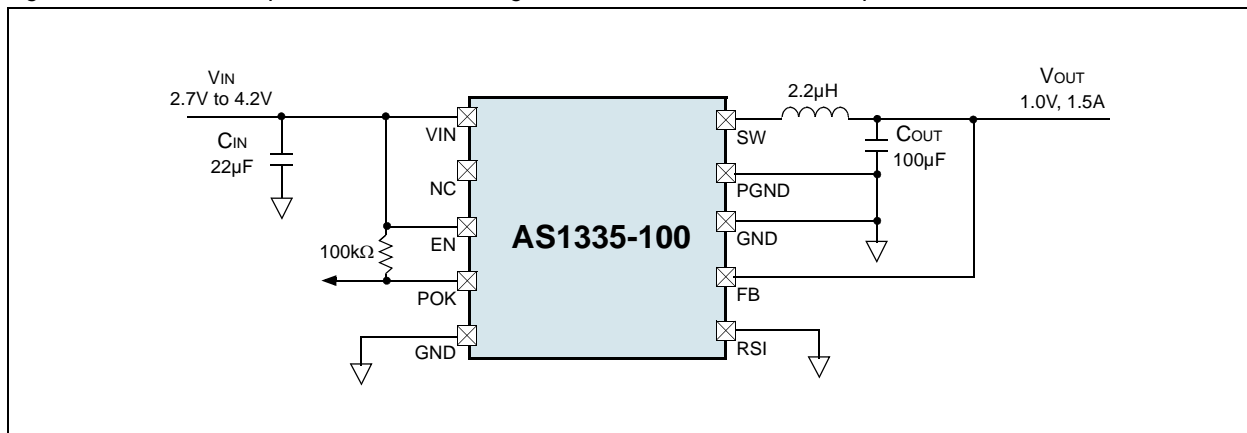 VIN
2.7V to 4.2V
CIN
22µF
100kΩ
VIN
NC
EN
POK
GND
AS1335-100
SW
PGND
GND
FB
RSI
2.2µH
COUT
100µF
VOUT
1.0V, 1.5A